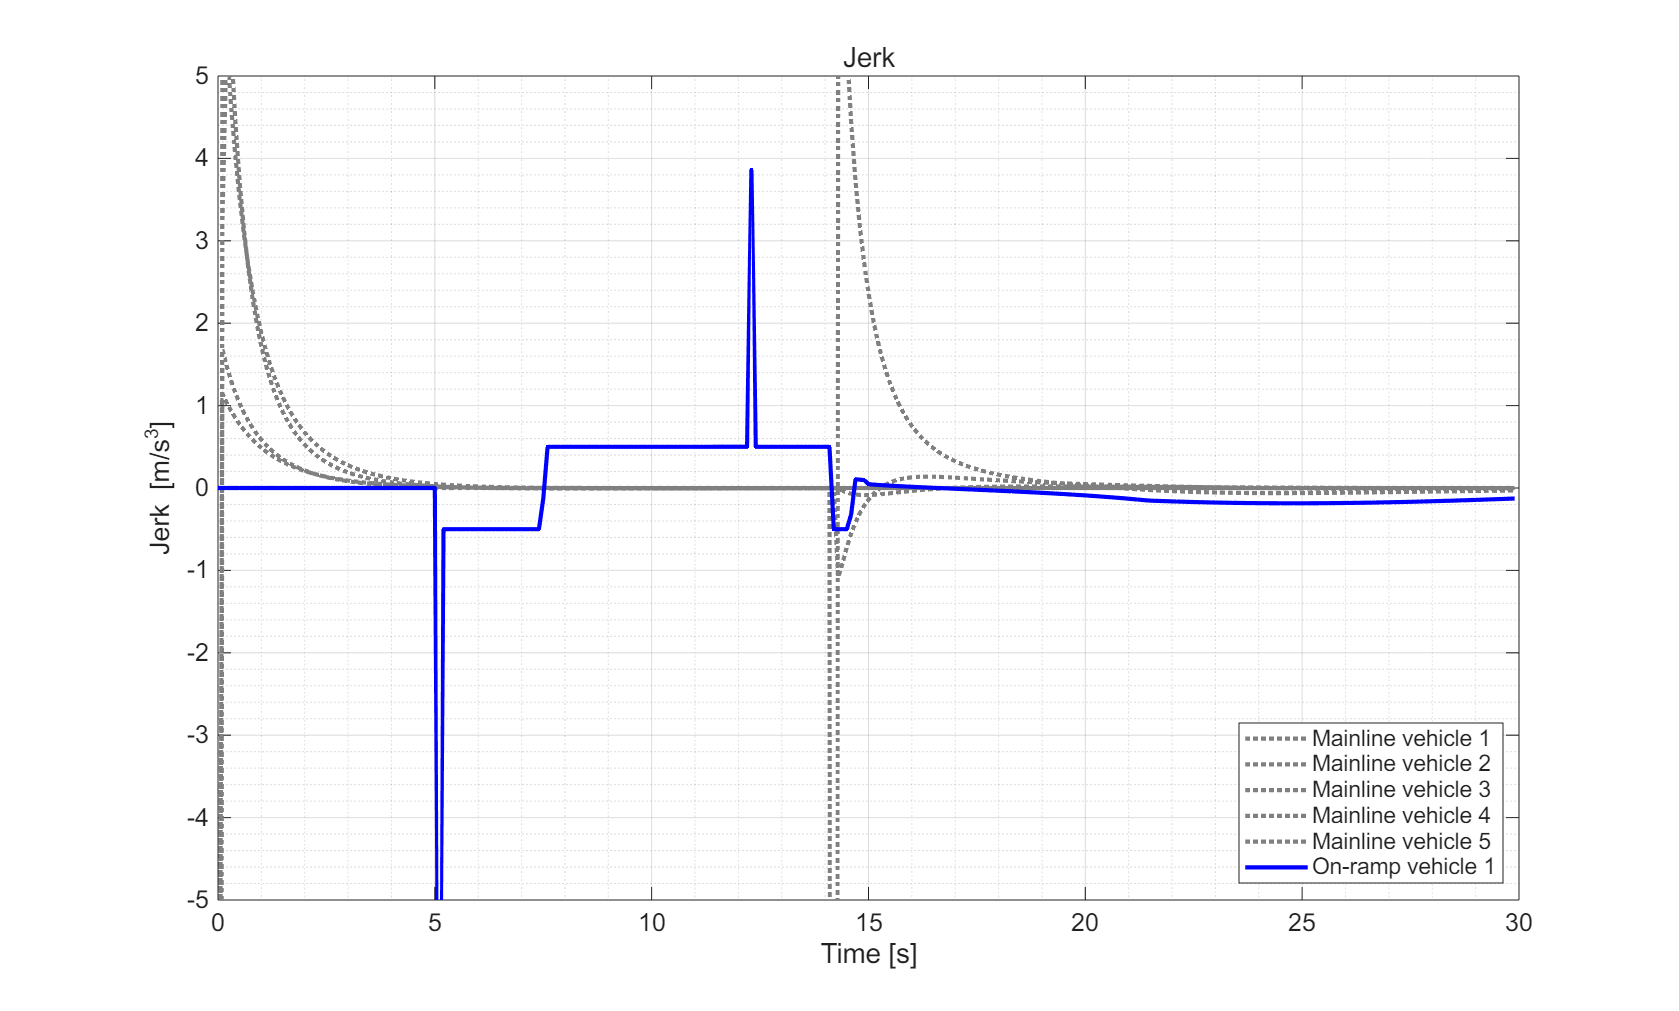 Jerk
5
4
3
2
1
0
-1
-2
-3
-4
-5
Jerk [m/s³]
0 5 10 15 20 25 30
Time [s]
Mainline vehicle 1
Mainline vehicle 2
Mainline vehicle 3
Mainline vehicle 4
Mainline vehicle 5
On-ramp vehicle 1